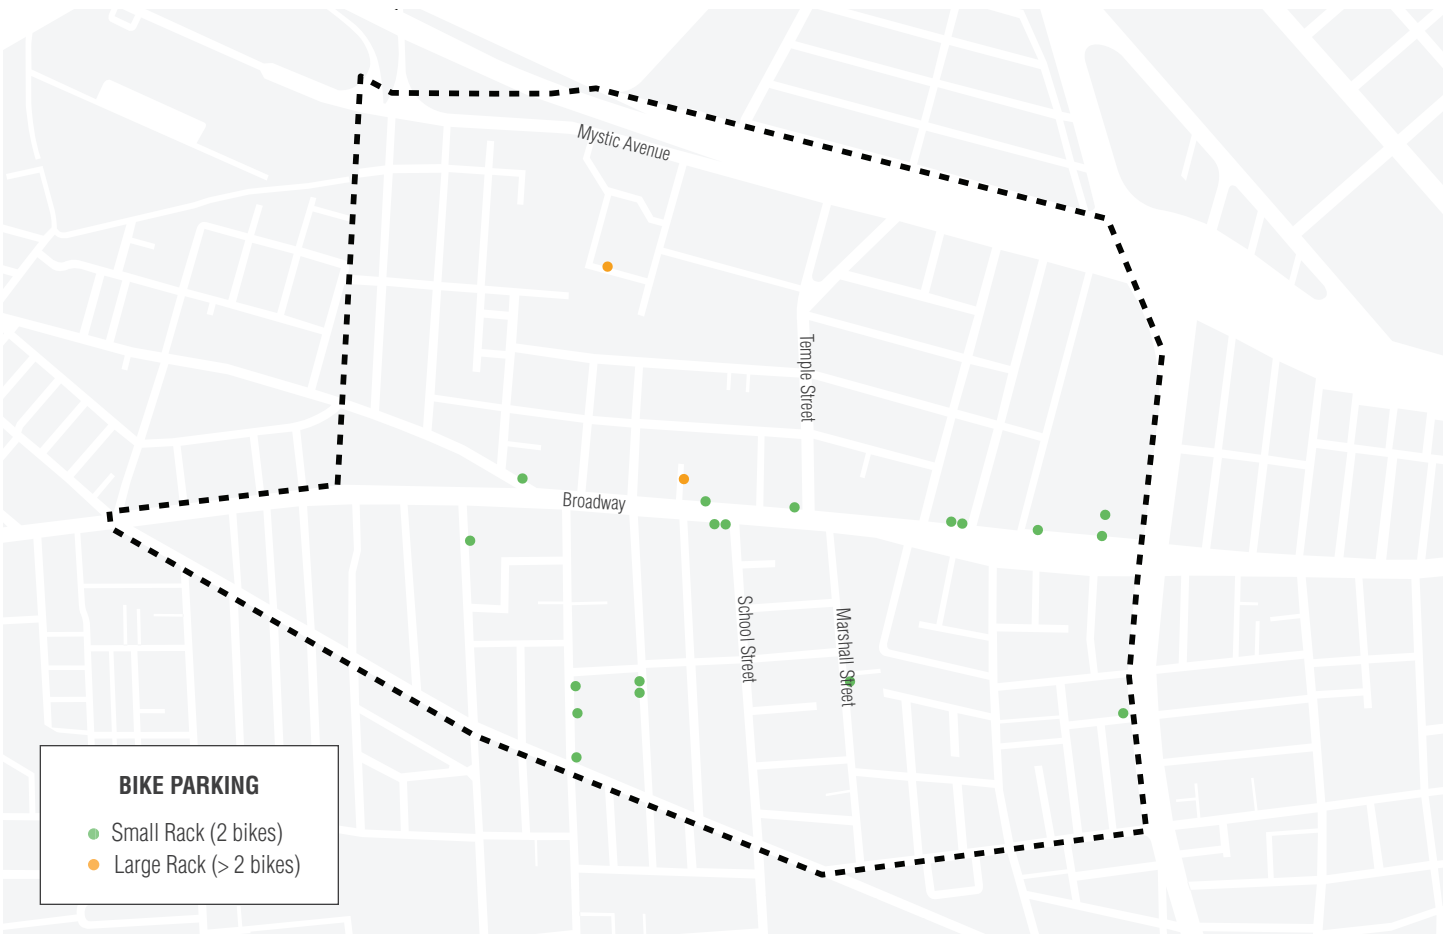 Mystic Avenue
Temple Street
Broadway
School Street
Marshall Street
BIKE PARKING
Small Rack (2 bikes)
Large Rack (> 2 bikes)